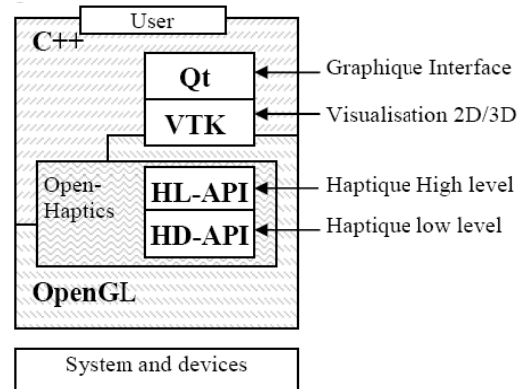 User
C++
Qt
Graphique Interface
VTK
Visualisation 2D/3D
Open-
Haptics
HL-API
Haptique High level
HD-API
Haptique low level
OpenGL
System and devices